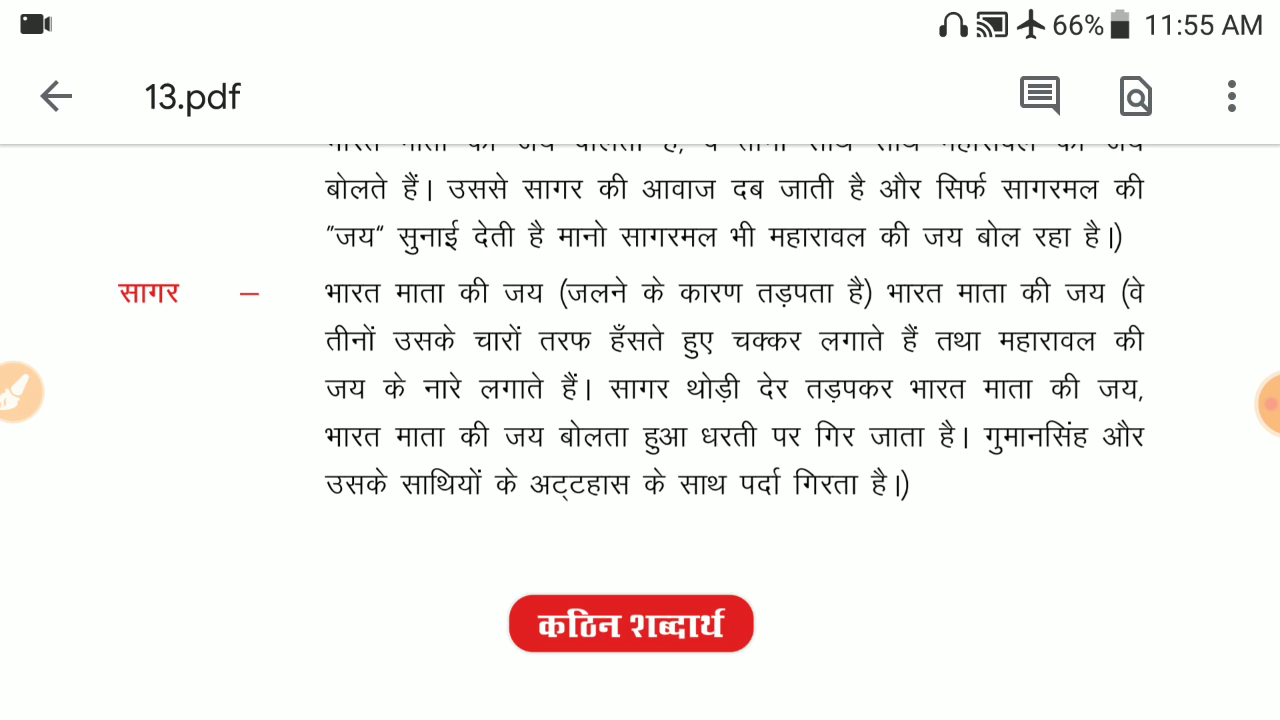 66% 11:55 AM
13.pdf
बोलते हैं। उससे सागर की आवाज दब जाती है और सिर्फ सागरमल की
"जय" सुनाई देती है मानो सागरमल भी महारावल की जय बोल रहा है।)
सागर – भारत माता की जय (जलने के कारण तड़पता है) भारत माता की जय (वे
तीनों उसके चारों तरफ हँसते हुए चक्कर लगाते हैं तथा महारावल की
जय के नारे लगाते हैं। सागर थोड़ी देर तड़पकर भारत माता की जय,
भारत माता की जय बोलता हुआ धरती पर गिर जाता है। गुमानसिंह और
उसके साथियों के अट्टहास के साथ पर्दा गिरता है।)
कठिन शब्दार्थ